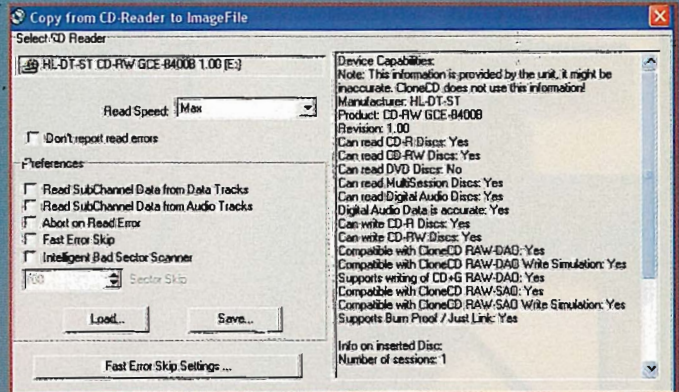 Copy from CD-Reader to ImageFile
Select CD Reader
HL-DT-ST CD-RW GCE-8400B 1.00 [E:]
Read Speed: Max
Don't report read errors
Preferences
Read SubChannel Data from Data Tracks
Read SubChannel Data from Audio Tracks
Abort on Read Error
Fast Error Skip
Intelligent Bad Sector Scanner
Sector Skip
Load...
Save...
Fast Error Skip Settings ...
Device Capabilities:
Note: This information is provided by the unit, it might be
inaccurate. CloneCD does not use this information!
Manufacturer: HL-DT-ST
Product: CD-RW GCE-8400B
Revision: 1.00
Can read CD-R Discs: Yes
Can read CD-RW Discs: Yes
Can read DVD Discs: No
Can read MultiSession Discs: Yes
Can read Digital Audio Discs: Yes
Digital Audio Data is accurate: Yes
Can write CD-R Discs: Yes
Can write CD-RW Discs: Yes
Compatible with CloneCD RAW-DAO: Yes
Compatible with CloneCD RAW-DAO Write Simulation: Yes
Supports writing of CD+G RAW-DAO: Yes
Compatible with CloneCD RAW-SAO: Yes
Compatible with CloneCD RAW-SAO Write Simulation: Yes
Supports Burn Proof / Just Link: Yes
Info on inserted Disc:
Number of sessions: 1